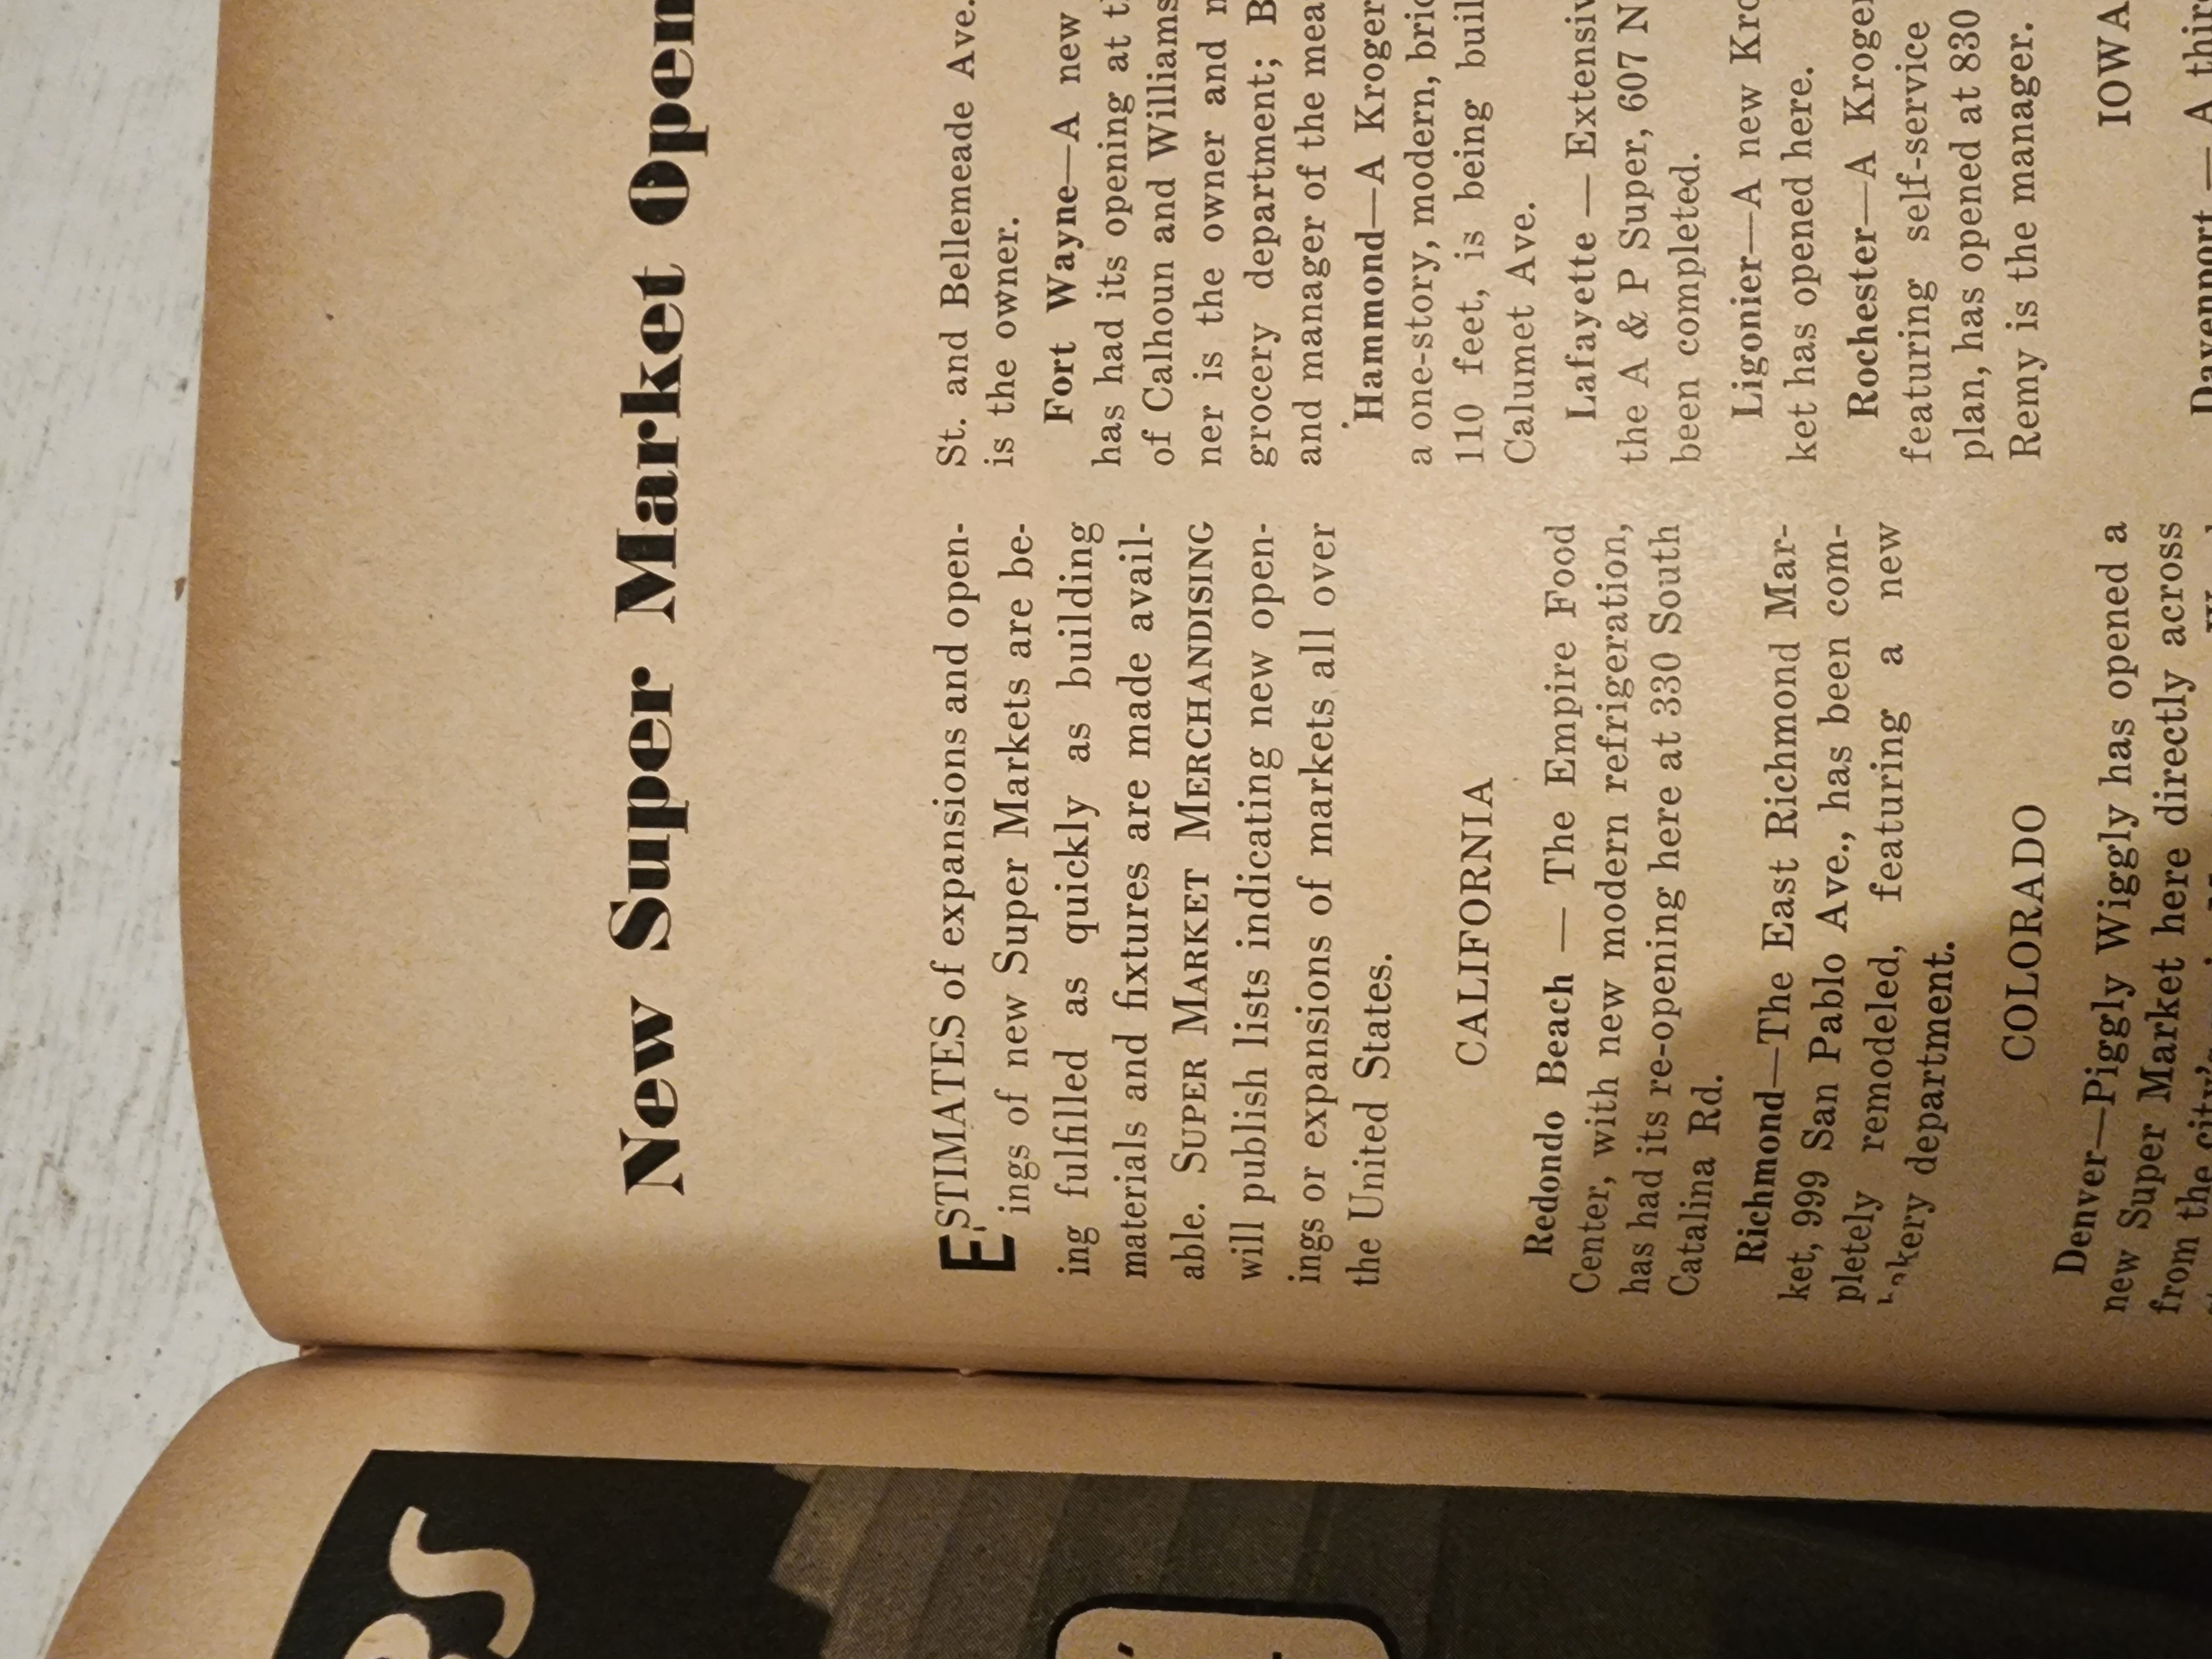 New Super Market Open
ESTIMATES of expansions and open-
ings of new Super Markets are be-
ing fulfilled as quickly as building
materials and fixtures are made avail-
able. SUPER MARKET MERCHANDISING
will publish lists indicating new open-
ings or expansions of markets all over
the United States.
CALIFORNIA
Redondo Beach — The Empire Food
Center, with new modern refrigeration,
has had its re-opening here at 330 South
Catalina Rd.
Richmond—The East Richmond Mar-
ket, 999 San Pablo Ave., has been com-
pletely remodeled, featuring a new
bakery department.
COLORADO
Denver—Piggly Wiggly has opened a
new Super Market here directly across
from the city's
St. and Bellemeade Ave.
is the owner.
Fort Wayne—A new
has had its opening at
of Calhoun and Williams
ner is the owner and
grocery department;
and manager of the
Hammond—A Kroger
a one-story, modern,
110 feet, is being
Calumet Ave.
Lafayette —
the A & P Super, 607 N
been completed.
Ligonier—A new
ket has opened here.
Rochester—A Kroger
featuring self-service
plan, has opened at 830
Remy is the manager.
IOWA
Davenport — A